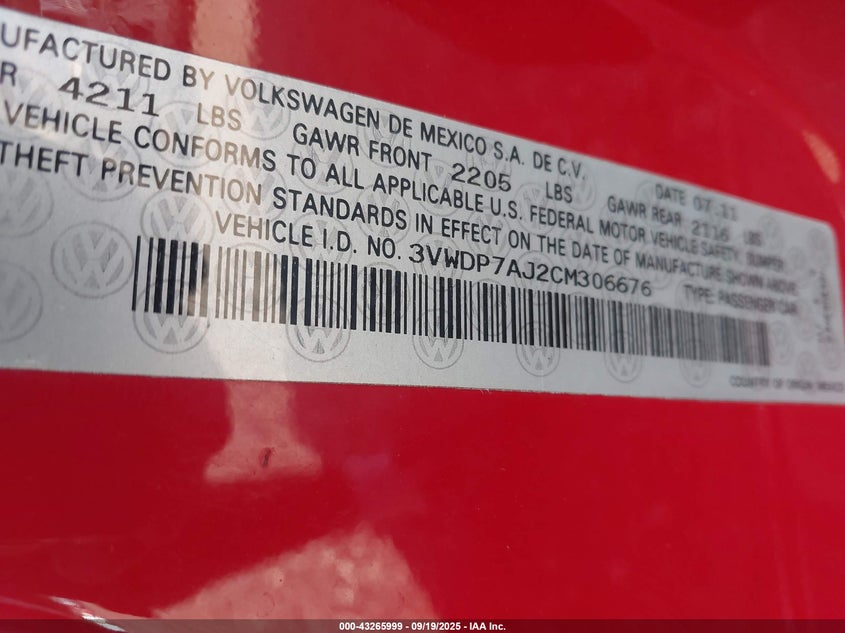 UFACTURED BY VOLKSWAGEN DE MEXICO S.A. DE C.V. DATE 07.11
R 4211 LBS GAWR FRONT 2205 LBS GAWR REAR 2116 LBS
VEHICLE CONFORMS TO ALL APPLICABLE U.S. FEDERAL MOTOR VEHICLE SAFETY, BUMPER
THEFT PREVENTION STANDARDS IN EFFECT ON THE DATE OF MANUFACTURE SHOWN ABOVE
VEHICLE I.D. NO. 3VWDP7AJ2CM306676 TYPE: PASSENGER CAR
COUNTRY OF ORIGIN: MEXICO
000-43265999 - 09/19/2025 - IAA Inc.